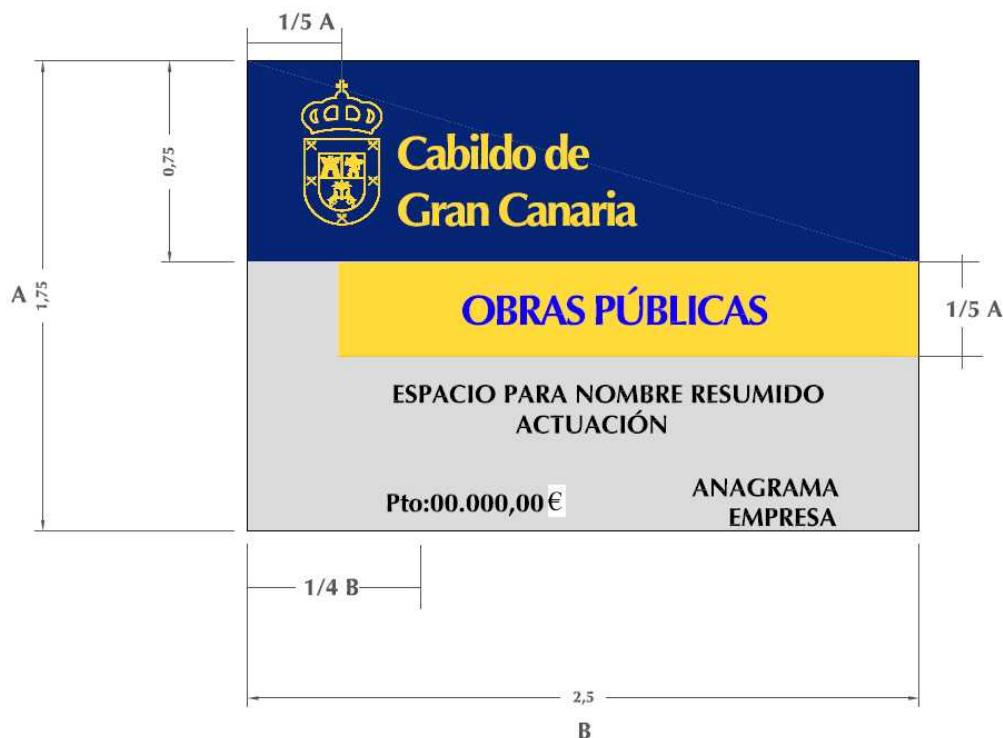 1/5 A
0,75
Cabildo de
Gran Canaria
A
1,75
OBRAS PÚBLICAS
1/5 A
ESPACIO PARA NOMBRE RESUMIDO
ACTUACIÓN
Pto:00.000,00 €
ANAGRAMA
EMPRESA
1/4 B
2,5
B